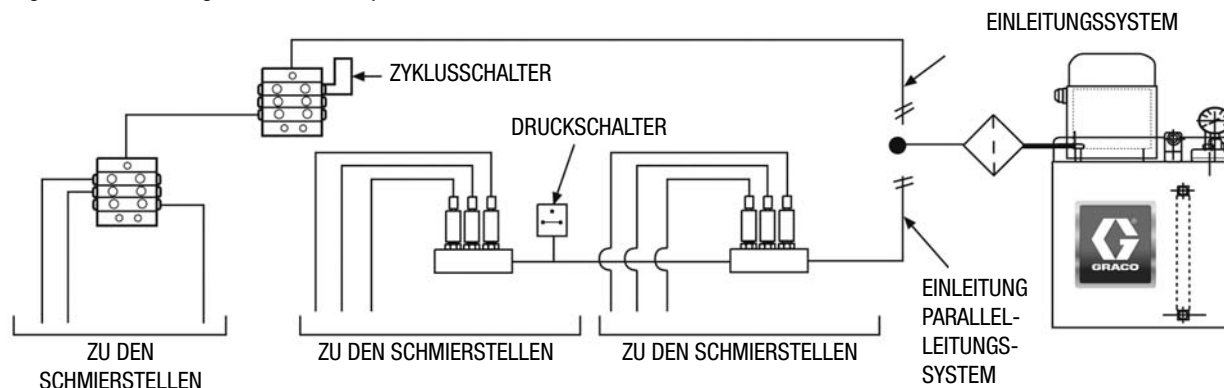 EINLEITUNGSSYSTEM
ZYKLUSSCHALTER
DRUCKSCHALTER
G
GRACO
EINLEITUNG
PARALLEL-
LEITUNGS-
SYSTEM
ZU DEN
SCHMIERSTELLEN
ZU DEN SCHMIERSTELLEN
ZU DEN SCHMIERSTELLEN